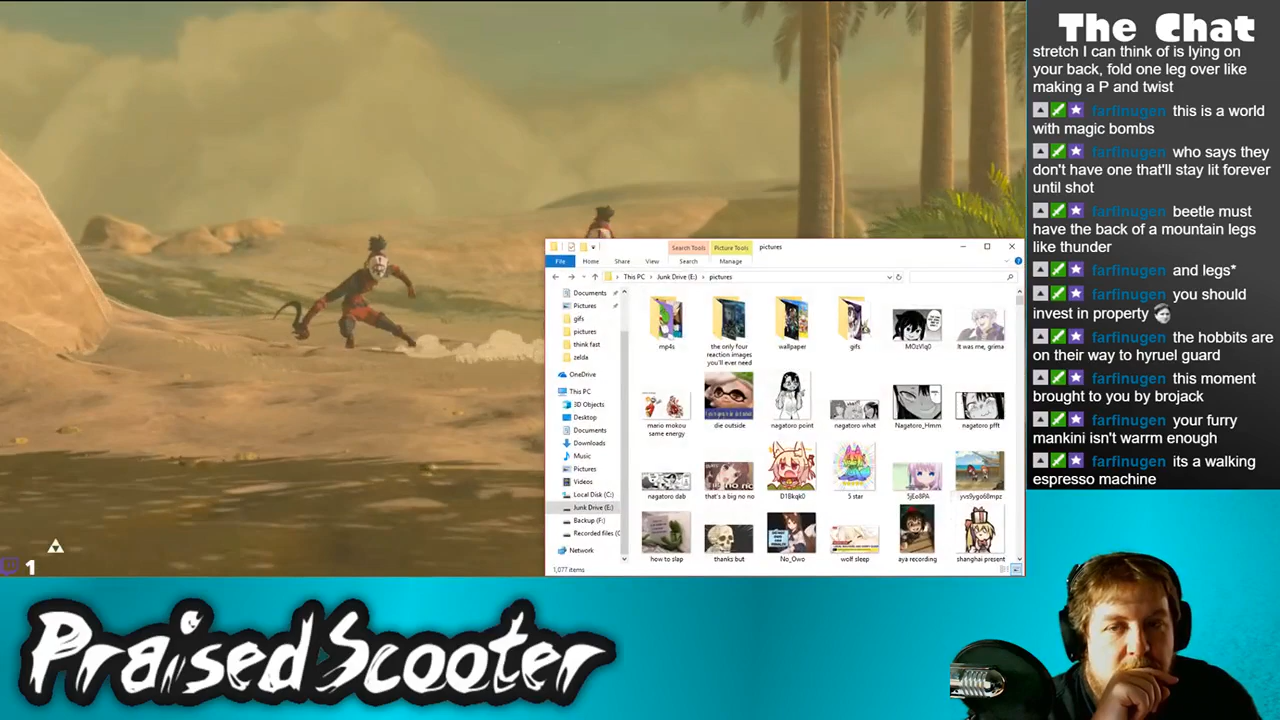 The Chat
stretch I can think of is lying on
your back, fold one leg over like
making a P and twist
farfinugen this is a world
with magic bombs
farfinugen who says they
don't have one that'll stay lit forever
until shot
farfinugen beetle must
have the back of a mountain legs
like thunder
farfinugen and legs*
farfinugen you should
invest in property
farfinugen the hobbits are
on their way to hyruel guard
farfinugen this moment
brought to you by brojack
farfinugen your furry
mankini isn't warrm enough
farfinugen its a walking
espresso machine
Search Tools
Picture Tools
pictures
File
Home
Share
View
Search
Manage
This PC
Junk Drive (E:)
pictures
Documents
Pictures
gifs
pictures
think fast
zelda
OneDrive
This PC
3D Objects
Desktop
Documents
Downloads
Music
Pictures
Videos
Local Disk (C:)
Junk Drive (E:)
Backup (F:)
Recorded files (
Network
mp4s
the only four
reaction images
you'll ever need
wallpaper
gifs
MOzVlq0
It was me, grima
mario mokou
same energy
die outside
nagatoro point
nagatoro what
Nagatoro_Hmm
nagatoro pfft
nagatoro dab
that's a big no no
D1Bkqk0
5 star
5jEo8PA
yvs9ygo68mpz
how to slap
thanks but
No_Owo
wolf sleep
aya recording
shanghai present
1,077 items
1
PraisedScooter